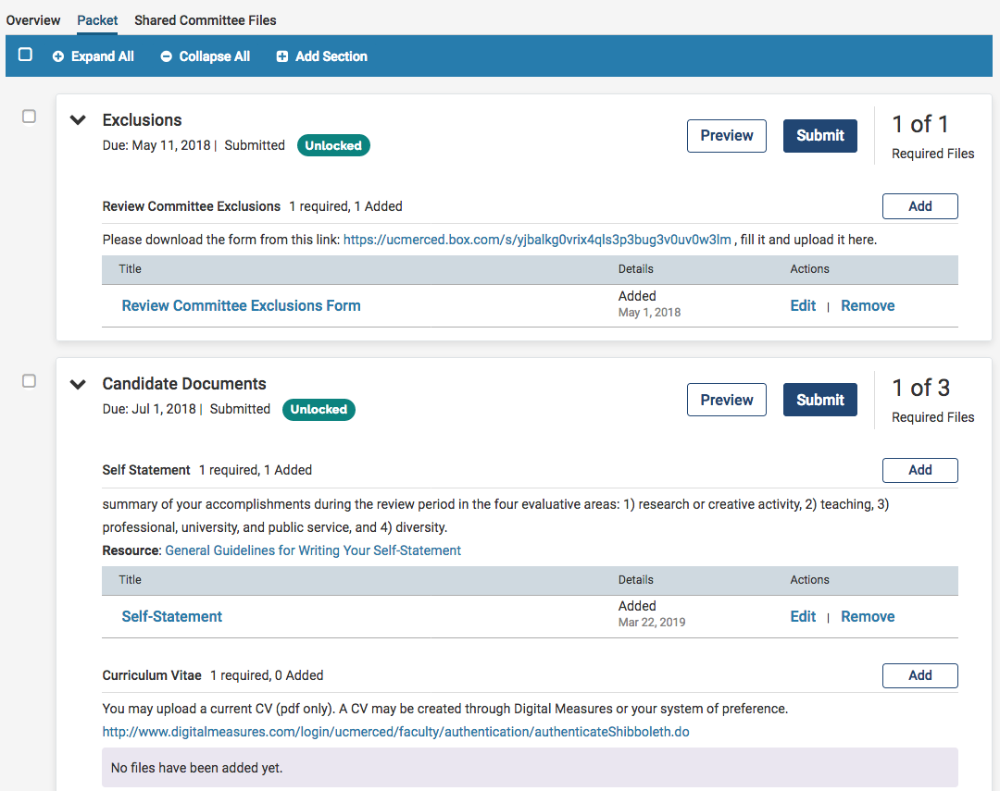 Overview Packet Shared Committee Files
Expand All Collapse All Add Section
Exclusions
Due: May 11, 2018 | Submitted Unlocked
Preview Submit
1 of 1
Required Files
Review Committee Exclusions 1 required, 1 Added Add
Please download the form from this link: https://ucmerced.box.com/s/yjbalkg0vrix4qls3p3bug3v0uv0w3lm , fill it and upload it here.
Title Details Actions
Review Committee Exclusions Form Added Edit | Remove
May 1, 2018
Candidate Documents
Due: Jul 1, 2018 | Submitted Unlocked
Preview Submit
1 of 3
Required Files
Self Statement 1 required, 1 Added Add
summary of your accomplishments during the review period in the four evaluative areas: 1) research or creative activity, 2) teaching, 3)
professional, university, and public service, and 4) diversity.
Resource: General Guidelines for Writing Your Self-Statement
Title Details Actions
Self-Statement Added Edit | Remove
Mar 22, 2019
Curriculum Vitae 1 required, 0 Added Add
You may upload a current CV (pdf only). A CV may be created through Digital Measures or your system of preference.
http://www.digitalmeasures.com/login/ucmerced/faculty/authentication/authenticateShibboleth.do
No files have been added yet.